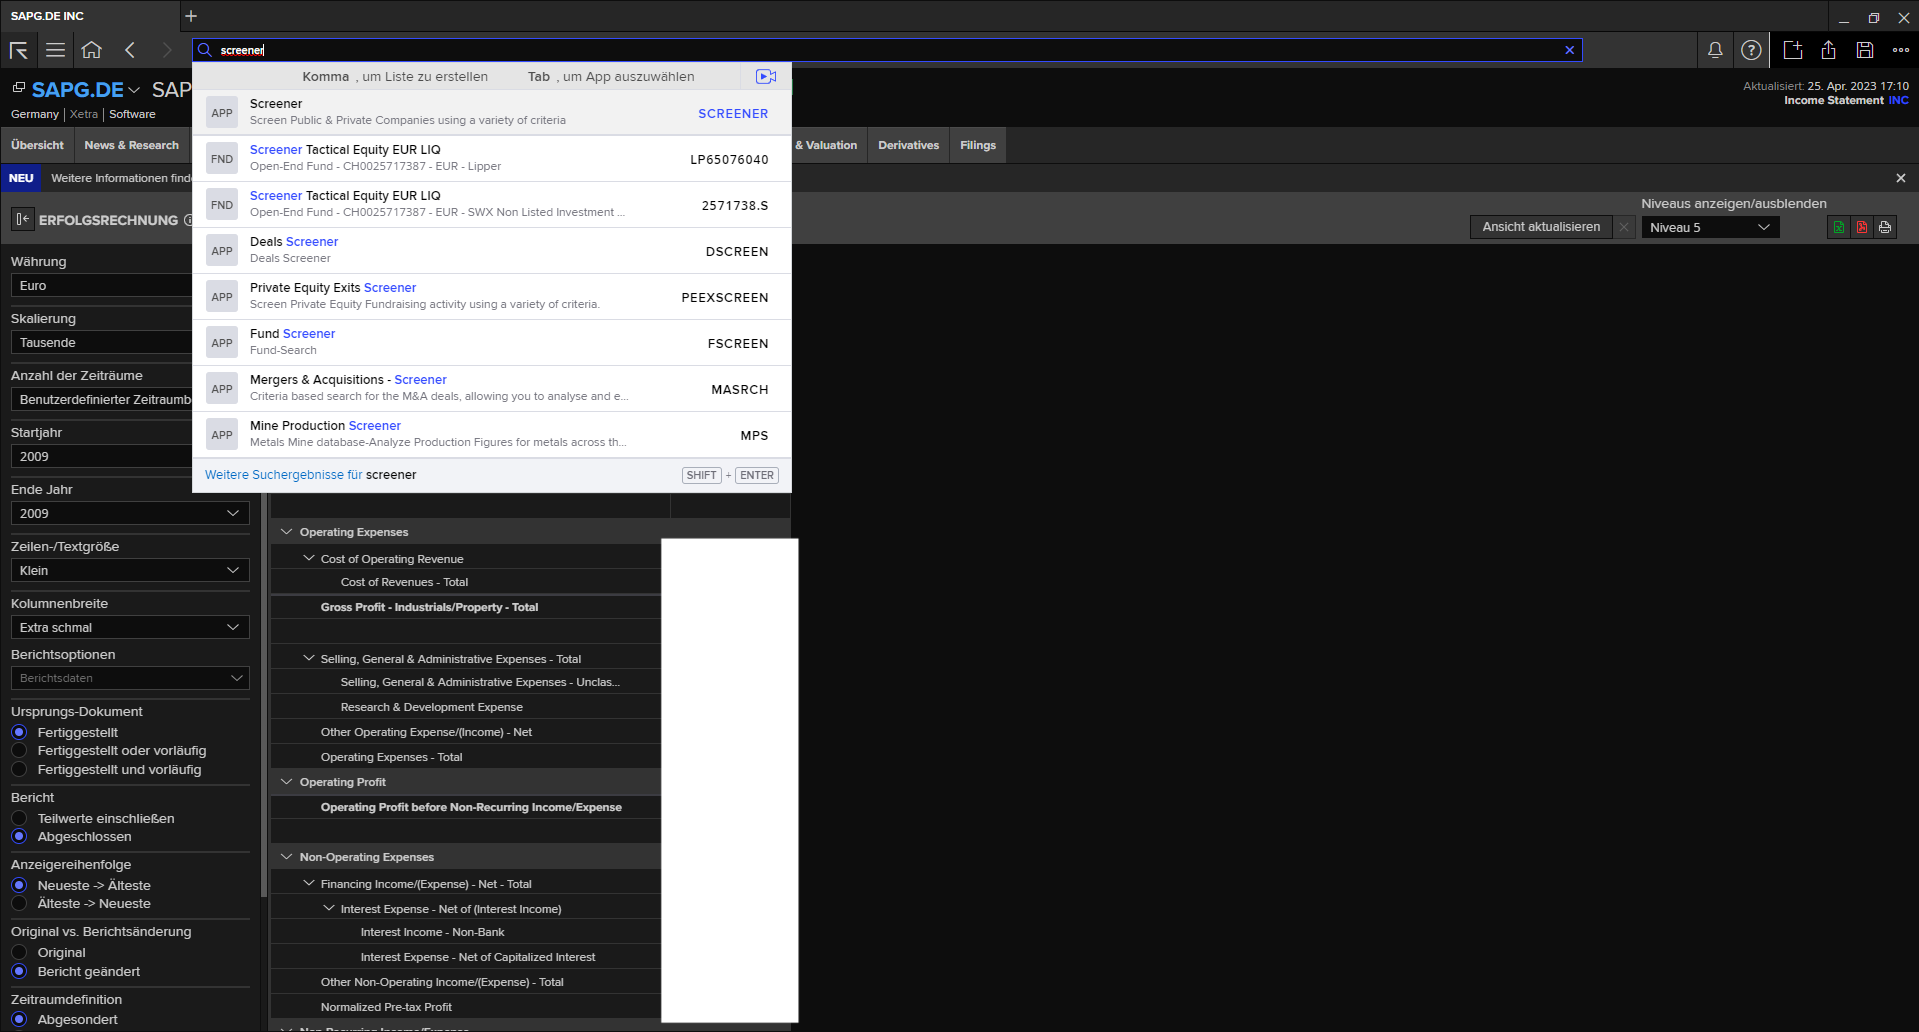 SAPG.DE INC
screener
Komma , um Liste zu erstellen Tab , um App auszuwählen
SAPG.DE SAP
Aktualisiert: 25. Apr. 2023 17:10
Income Statement INC
Germany | Xetra | Software
APP Screener SCREENER
Screen Public & Private Companies using a variety of criteria
Übersicht News & Research & Valuation Derivatives Filings
FND Screener Tactical Equity EUR LIQ LP65076040
Open-End Fund - CH0025717387 - EUR - Lipper
NEU Weitere Informationen finde
FND Screener Tactical Equity EUR LIQ 2571738.S
Open-End Fund - CH0025717387 - EUR - SWX Non Listed Investment ...
ERFOLGSRECHNUNG
Niveaus anzeigen/ausblenden
Ansicht aktualisieren Niveau 5
APP Deals Screener DSCREEN
Deals Screener
APP Private Equity Exits Screener PEEXSCREEN
Screen Private Equity Fundraising activity using a variety of criteria.
APP Fund Screener FSCREEN
Fund-Search
APP Mergers & Acquisitions - Screener MASRCH
Criteria based search for the M&A deals, allowing you to analyse and e...
APP Mine Production Screener MPS
Metals Mine database-Analyze Production Figures for metals across th...
Weitere Suchergebnisse für screener SHIFT + ENTER
Währung
Euro
Skalierung
Tausende
Anzahl der Zeiträume
Benutzerdefinierter Zeitraumb
Startjahr
2009
Ende Jahr
2009
Zeilen-/Textgröße
Klein
Kolumnenbreite
Extra schmal
Berichtsoptionen
Berichtsdaten
Ursprungs-Dokument
Fertiggestellt
Fertiggestellt oder vorläufig
Fertiggestellt und vorläufig
Bericht
Teilwerte einschließen
Abgeschlossen
Anzeigereihenfolge
Neueste -> Älteste
Älteste -> Neueste
Original vs. Berichtsänderung
Original
Bericht geändert
Zeitraumdefinition
Abgesondert
Operating Expenses
Cost of Operating Revenue
Cost of Revenues - Total
Gross Profit - Industrials/Property - Total
Selling, General & Administrative Expenses - Total
Selling, General & Administrative Expenses - Unclas...
Research & Development Expense
Other Operating Expense/(Income) - Net
Operating Expenses - Total
Operating Profit
Operating Profit before Non-Recurring Income/Expense
Non-Operating Expenses
Financing Income/(Expense) - Net - Total
Interest Expense - Net of (Interest Income)
Interest Income - Non-Bank
Interest Expense - Net of Capitalized Interest
Other Non-Operating Income/(Expense) - Total
Normalized Pre-tax Profit
Non-Recurring Income/Expense